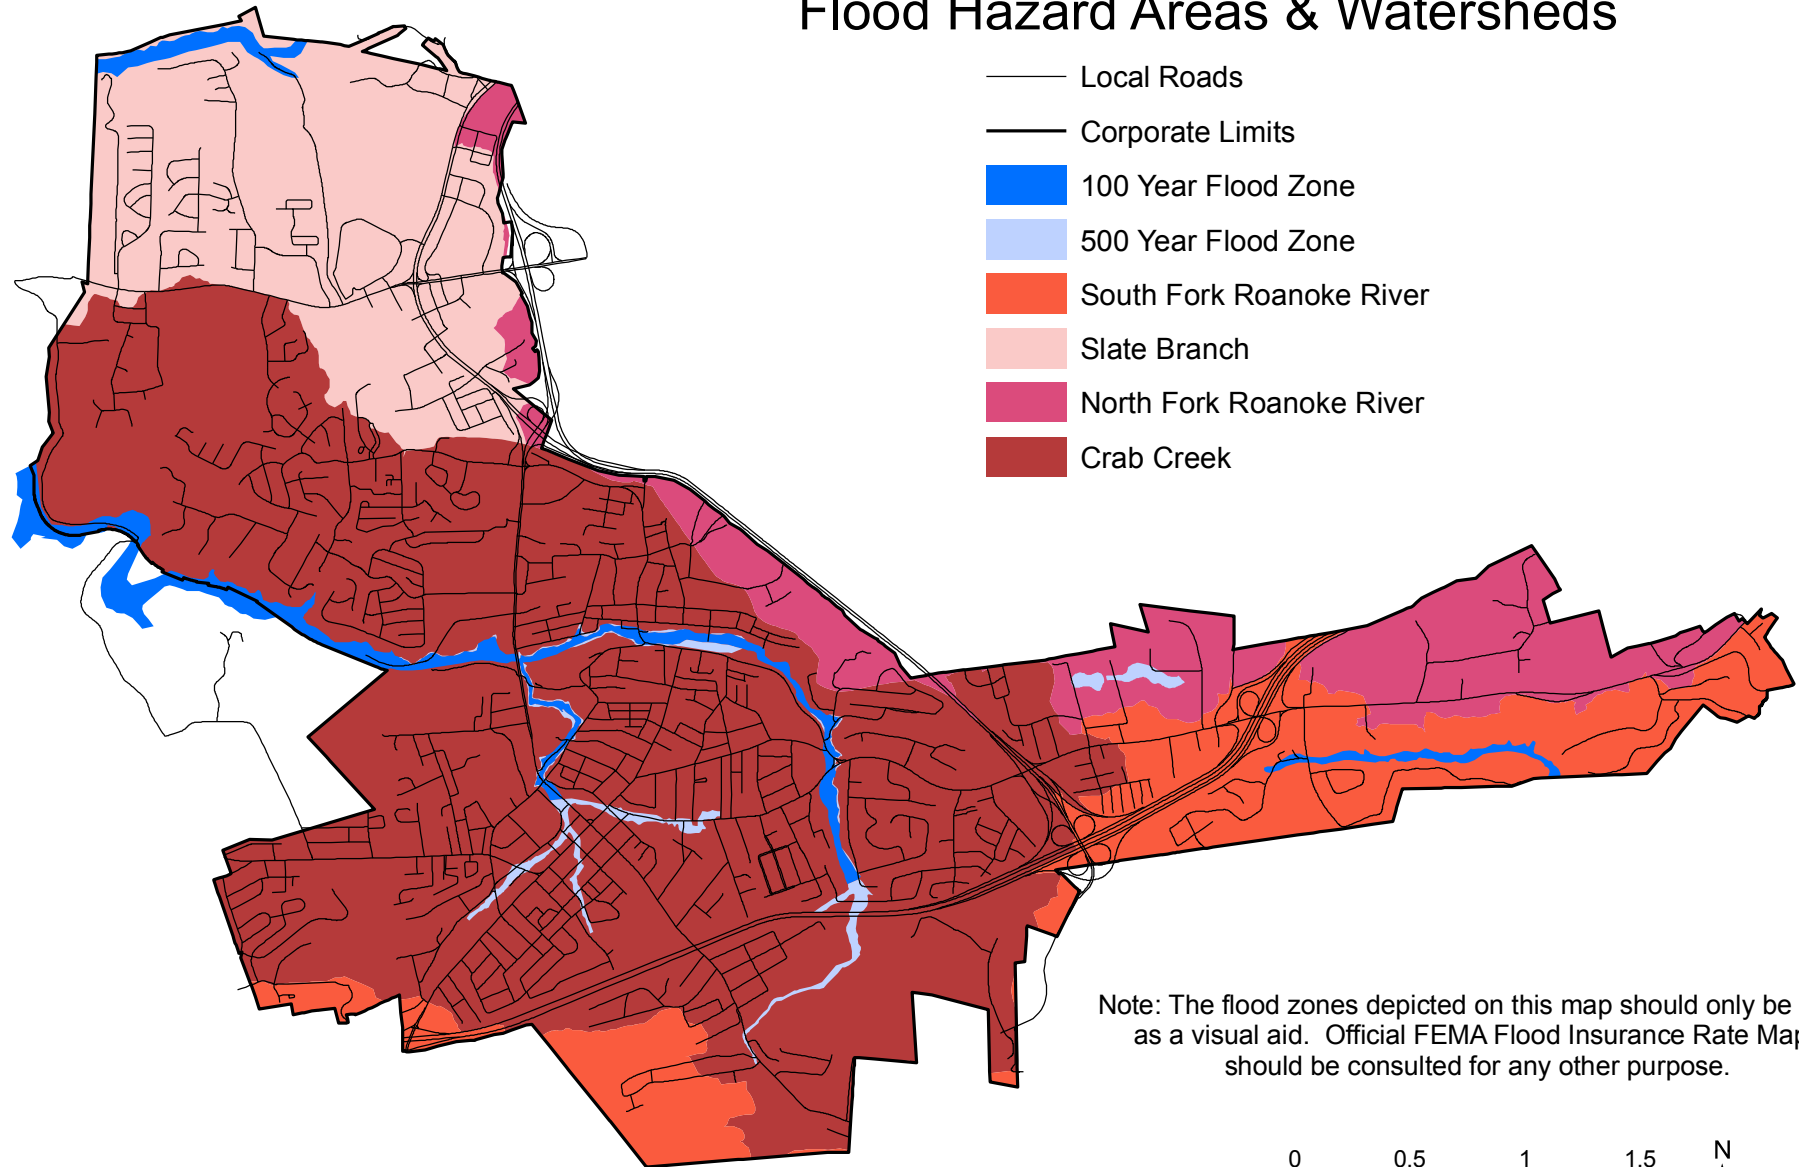 Flood Hazard Areas & Watersheds
Local Roads
Corporate Limits
100 Year Flood Zone
500 Year Flood Zone
South Fork Roanoke River
Slate Branch
North Fork Roanoke River
Crab Creek
Note: The flood zones depicted on this map should only be
as a visual aid. Official FEMA Flood Insurance Rate Map
should be consulted for any other purpose.
0 0.5 1 1.5 N